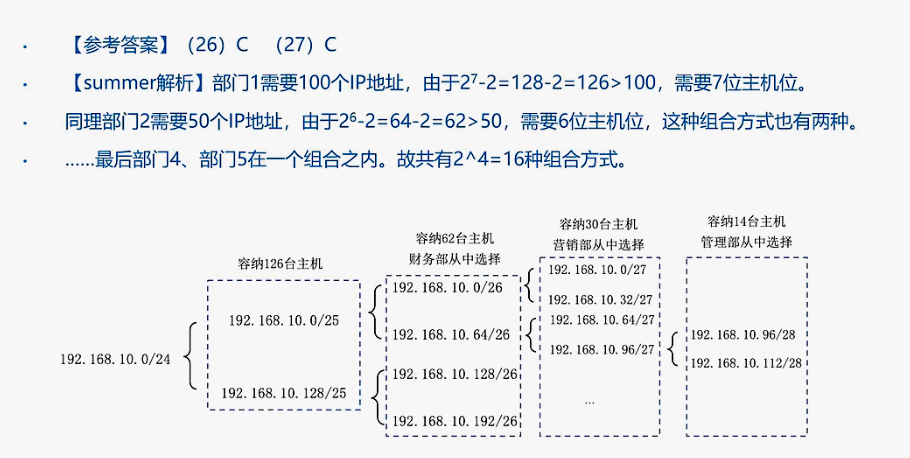 • 【参考答案】（26）C （27）C
• 【summer解析】部门1需要100个IP地址，由于2⁷-2=128-2=126>100，需要7位主机位。
• 同理部门2需要50个IP地址，由于2⁶-2=64-2=62>50，需要6位主机位，这种组合方式也有两种。
• ......最后部门4、部门5在一个组合之内。故共有2^4=16种组合方式。
容纳126台主机
192.168.10.0/24
192.168.10.0/25
192.168.10.128/25
容纳62台主机
财务部从中选择
192.168.10.0/26
192.168.10.64/26
192.168.10.128/26
192.168.10.192/26
容纳30台主机
营销部从中选择
192.168.10.0/27
192.168.10.32/27
192.168.10.64/27
192.168.10.96/27
...
容纳14台主机
管理部从中选择
192.168.10.96/28
192.168.10.112/28